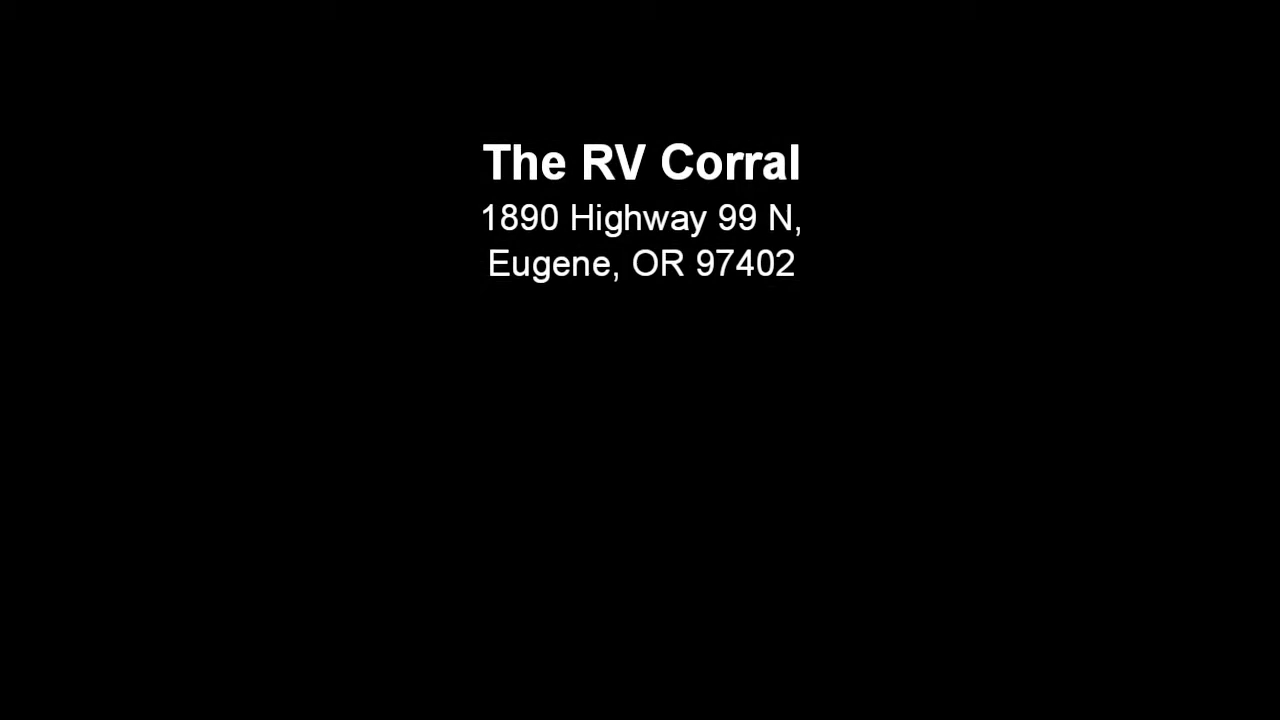 The RV Corral
1890 Highway 99 N,
Eugene, OR 97402